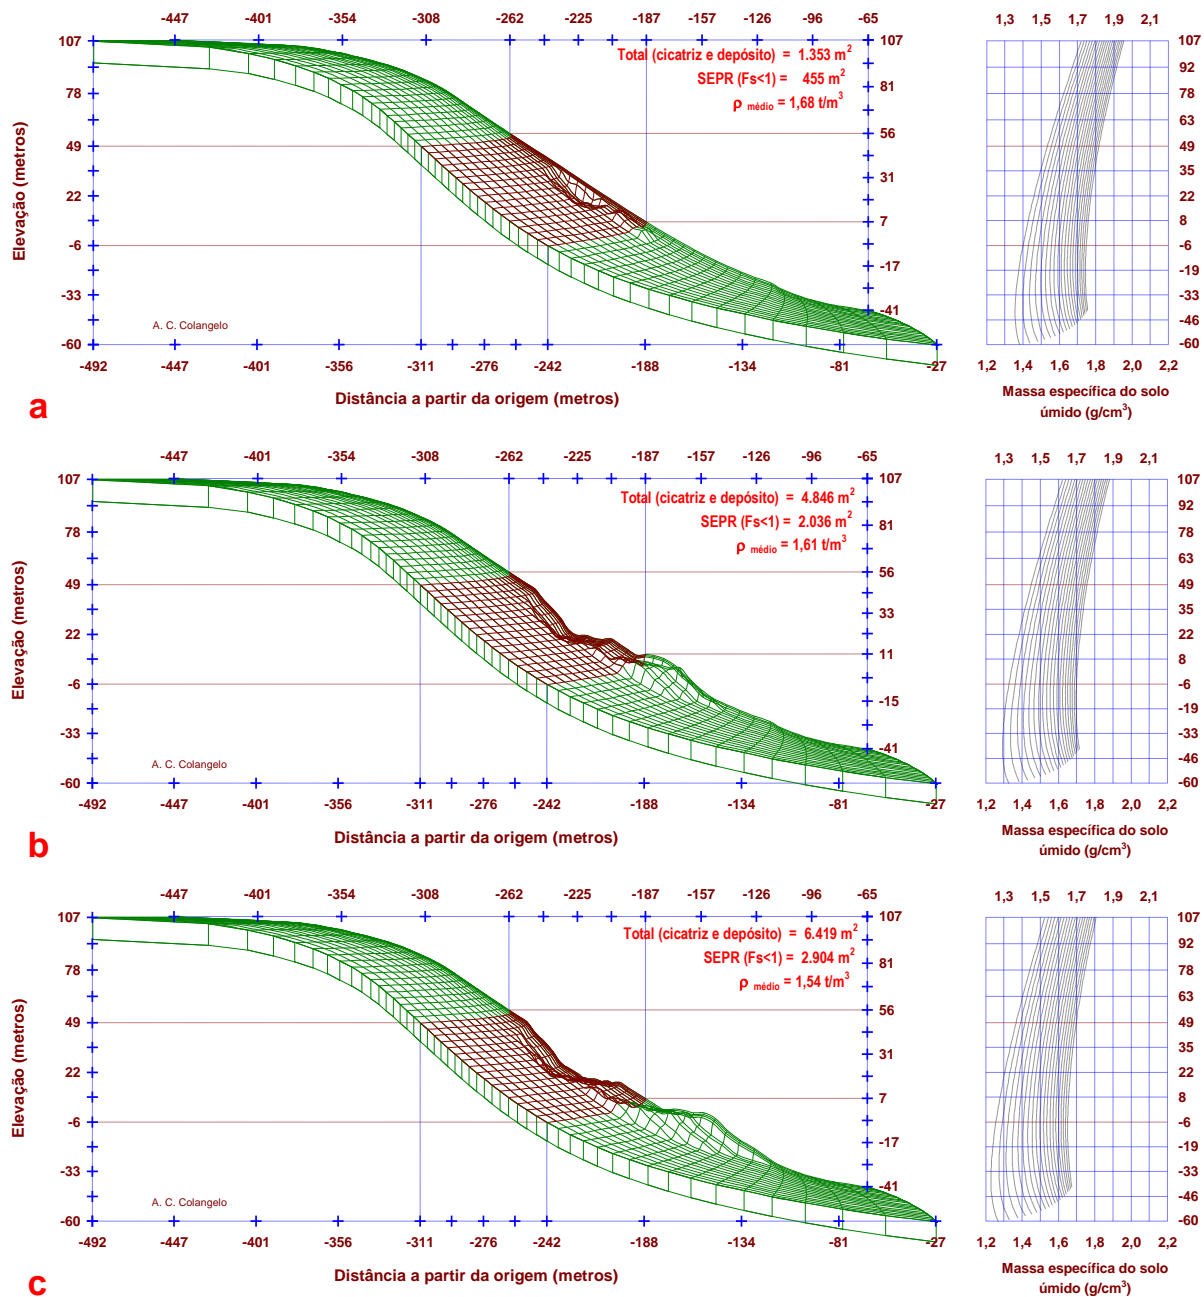 -447 -401 -354 -308 -262 -225 -187 -157 -126 -96 -65
1,3 1,5 1,7 1,9 2,1
107 78 49 22 -6 -33 -60
Elevação (metros)
Total (cicatriz e depósito) = 1.353 m²
SEPR (Fs<1) = 455 m²
ρ médio = 1,68 t/m³
107 81 56 31 7 -17 -41
107 92 78 63 49 35 22 8 -6 -19 -33 -46 -60
A. C. Colangelo
-492 -447 -401 -356 -311 -276 -242 -188 -134 -81 -27
1,2 1,4 1,6 1,8 2,0 2,2
Distância a partir da origem (metros)
Massa específica do solo
úmido (g/cm³)
a
-447 -401 -354 -308 -262 -225 -187 -157 -126 -96 -65
1,3 1,5 1,7 1,9 2,1
107 78 49 22 -6 -33 -60
Elevação (metros)
Total (cicatriz e depósito) = 4.846 m²
SEPR (Fs<1) = 2.036 m²
ρ médio = 1,61 t/m³
107 81 56 33 11 -15 -41
107 92 78 63 49 35 22 8 -6 -19 -33 -46 -60
A. C. Colangelo
-492 -447 -401 -356 -311 -276 -242 -188 -134 -81 -27
1,2 1,4 1,6 1,8 2,0 2,2
Distância a partir da origem (metros)
Massa específica do solo
úmido (g/cm³)
b
-447 -401 -354 -308 -262 -225 -187 -157 -126 -96 -65
1,3 1,5 1,7 1,9 2,1
107 78 49 22 -6 -33 -60
Elevação (metros)
Total (cicatriz e depósito) = 6.419 m²
SEPR (Fs<1) = 2.904 m²
ρ médio = 1,54 t/m³
107 81 56 31 7 -17 -41
107 92 78 63 49 35 22 8 -6 -19 -33 -46 -60
A. C. Colangelo
-492 -447 -401 -356 -311 -276 -242 -188 -134 -81 -27
1,2 1,4 1,6 1,8 2,0 2,2
Distância a partir da origem (metros)
Massa específica do solo
úmido (g/cm³)
c